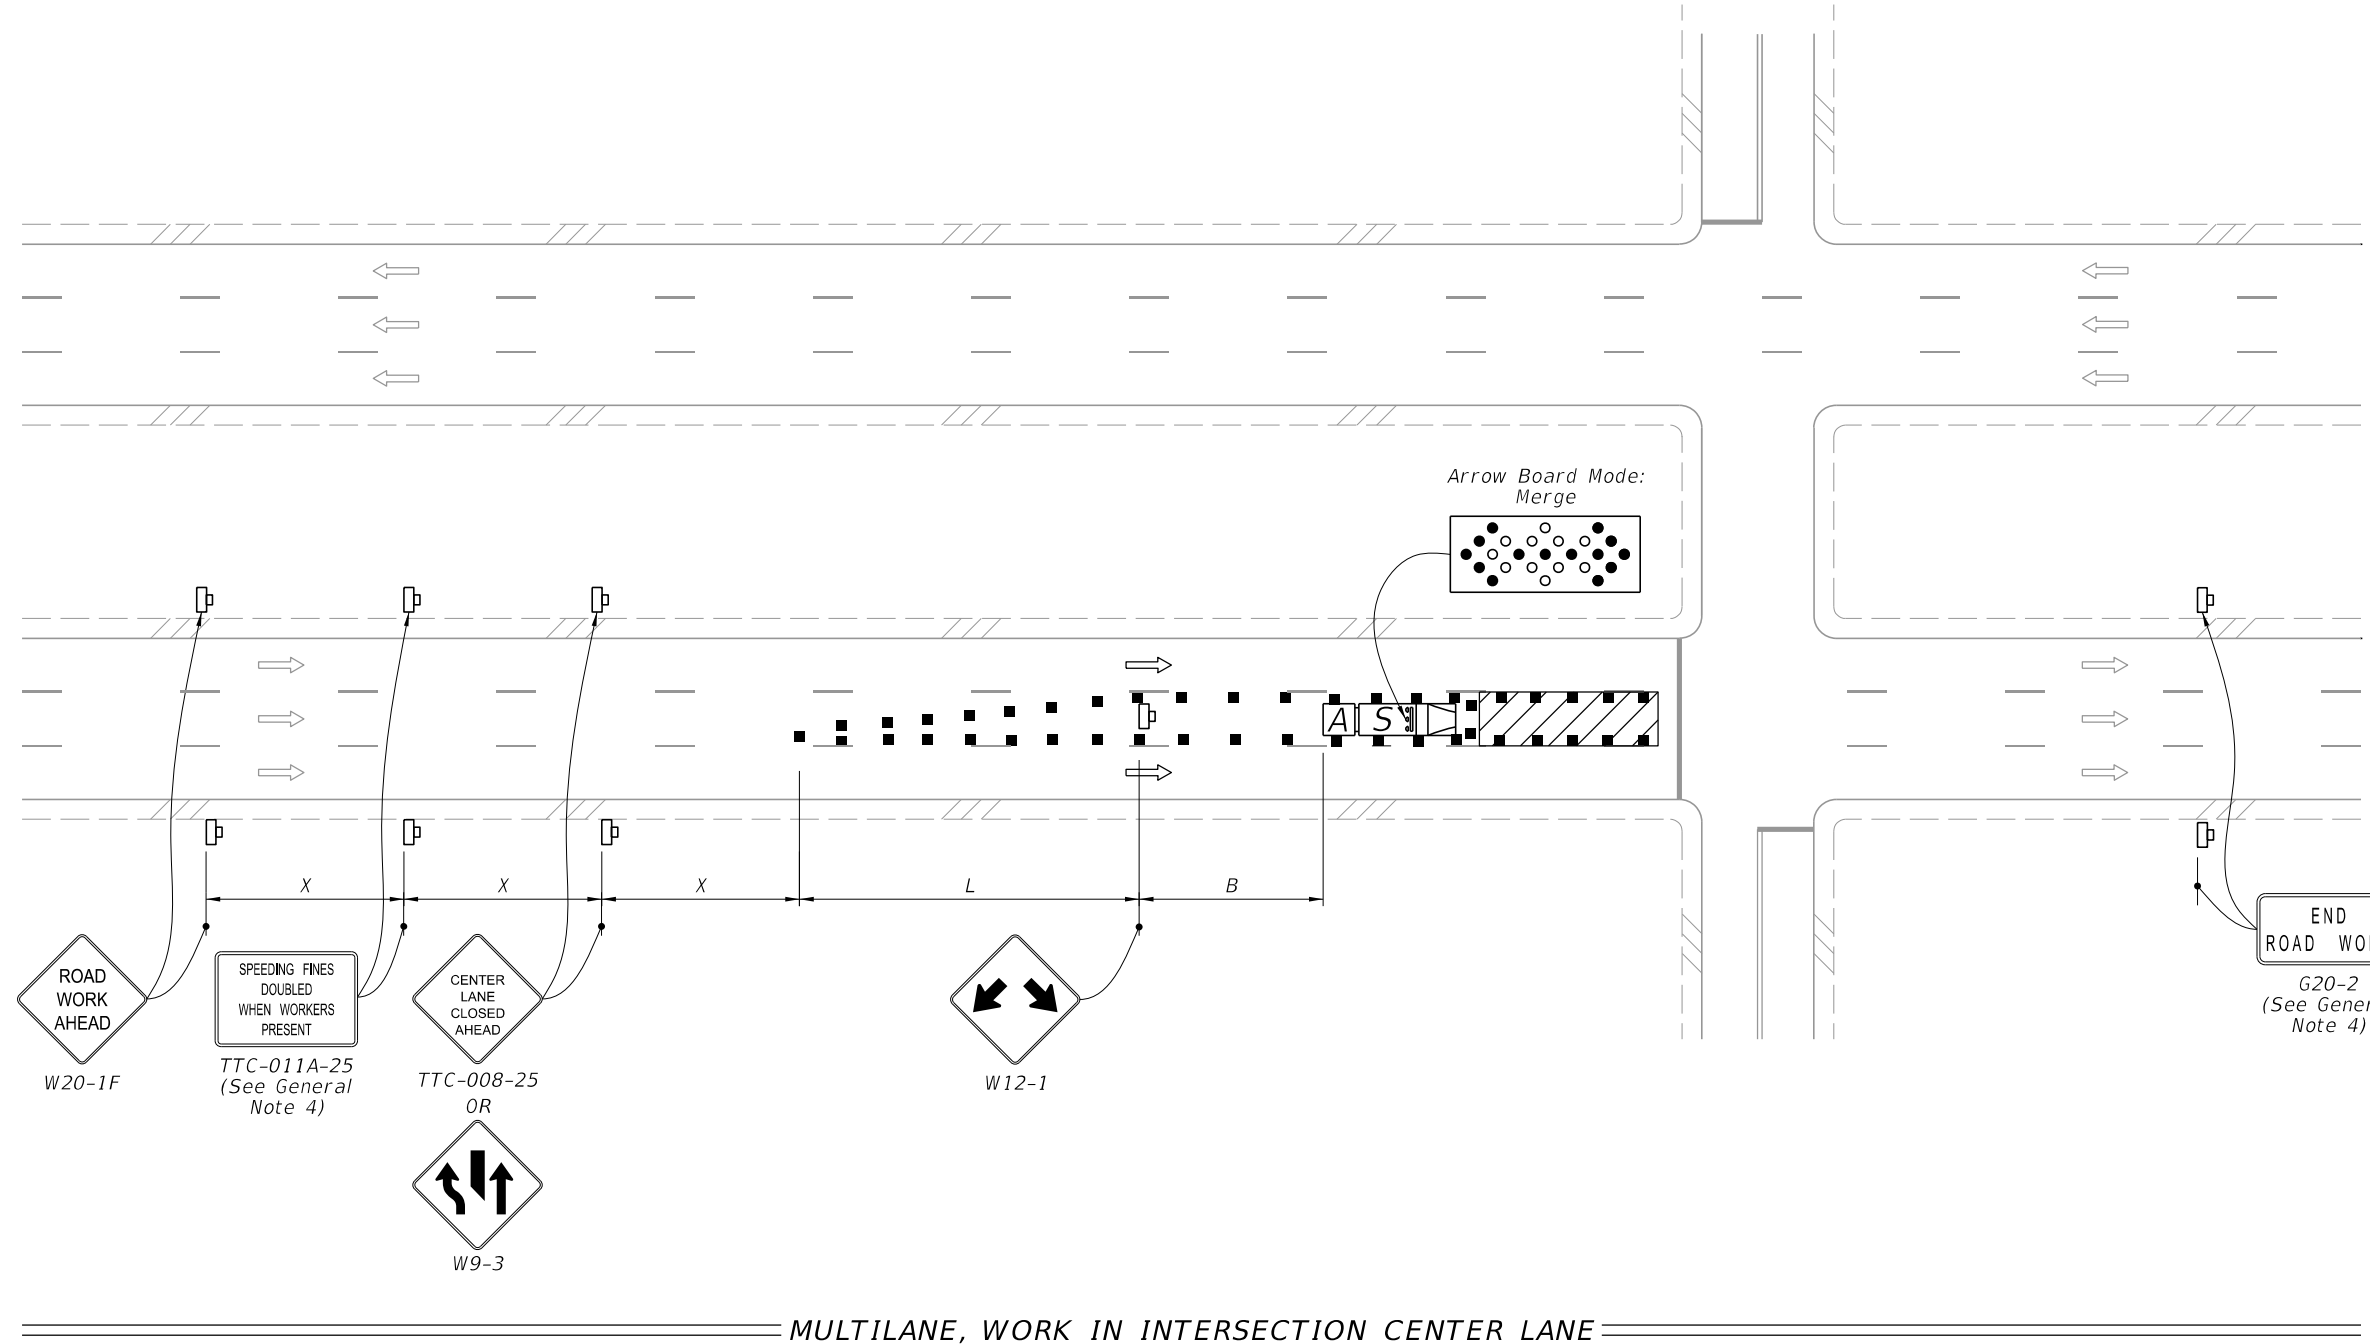 Arrow Board Mode:
Merge
A S
X X X L B
ROAD
WORK
AHEAD
W20-1F
SPEEDING FINES
DOUBLED
WHEN WORKERS
PRESENT
TTC-011A-25
(See General
Note 4)
CENTER
LANE
CLOSED
AHEAD
TTC-008-25
OR
W9-3
W12-1
END
ROAD
G20-2
(See
Note 4)
MULTILANE, WORK IN INTERSECTION CENTER LANE